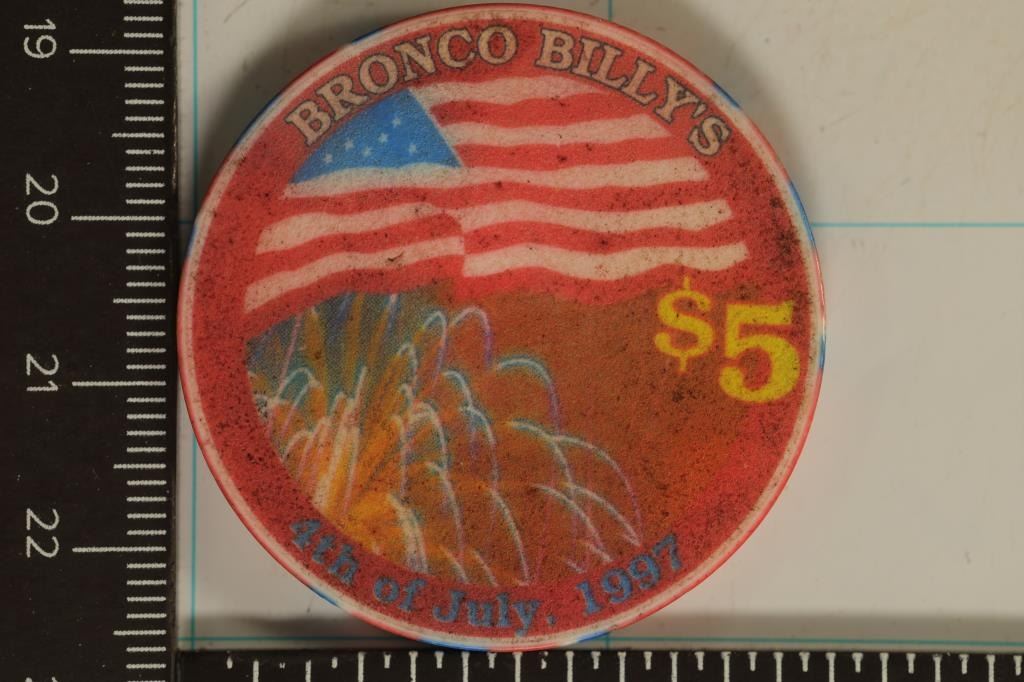 BRONCO BILLY'S
$5
4th of July, 1997
19
20
21
22